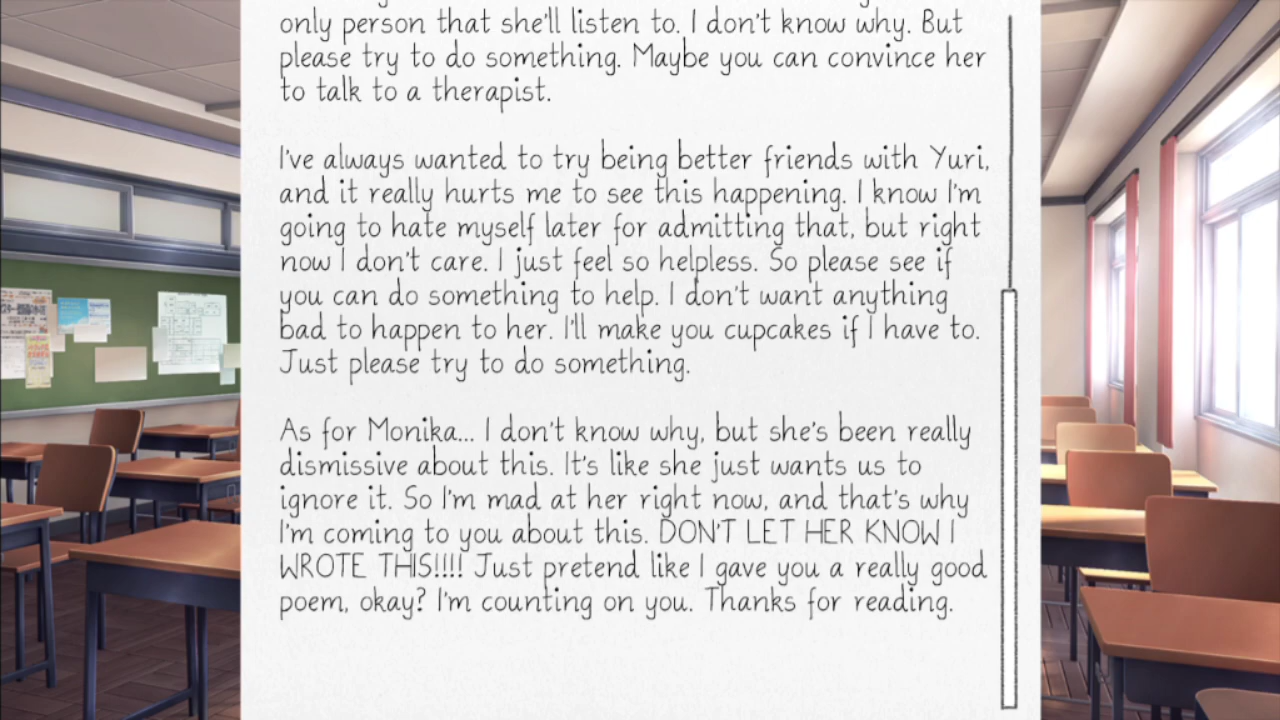 only person that she'll listen to. I don't know why. But
please try to do something. Maybe you can convince her
to talk to a therapist.
I've always wanted to try being better friends with Yuri,
and it really hurts me to see this happening. I know I'm
going to hate myself later for admitting that, but right
now I don't care. I just feel so helpless. So please see if
you can do something to help. I don't want anything
bad to happen to her. I'll make you cupcakes if I have to.
Just please try to do something.
As for Monika... I don't know why, but she's been really
dismissive about this. It's like she just wants us to
ignore it. So I'm mad at her right now, and that's why
I'm coming to you about this. DON'T LET HER KNOW I
WROTE THIS!!!! Just pretend like I gave you a really good
poem, okay? I'm counting on you. Thanks for reading.